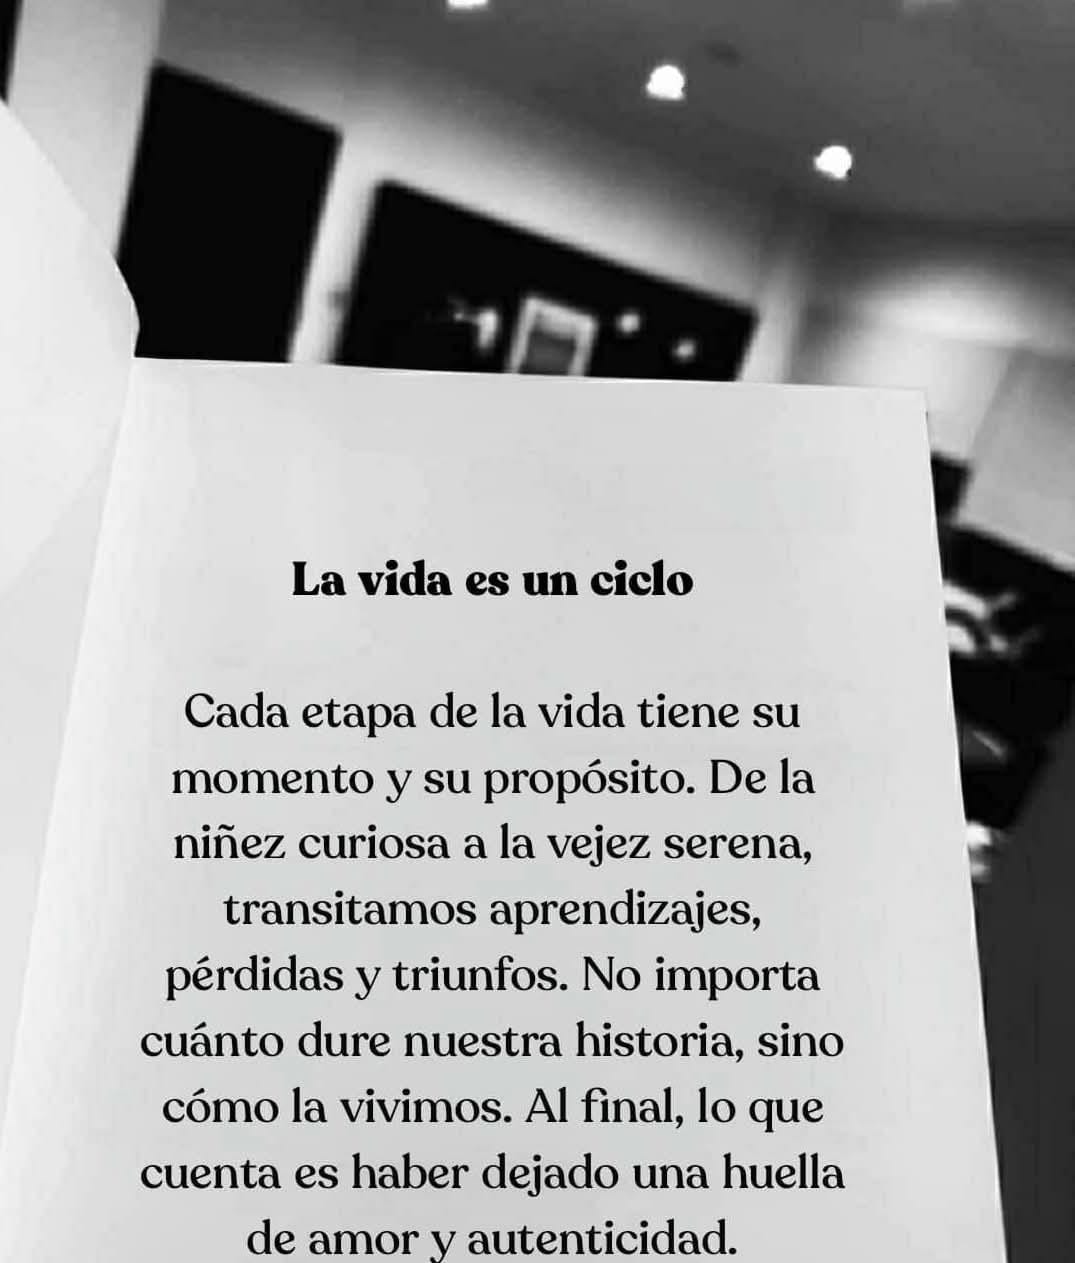 La vida es un ciclo
Cada etapa de la vida tiene su
momento y su propósito. De la
niñez curiosa a la vejez serena,
transitamos aprendizajes,
pérdidas y triunfos. No importa
cuánto dure nuestra historia, sino
cómo la vivimos. Al final, lo que
cuenta es haber dejado una huella
de amor y autenticidad.